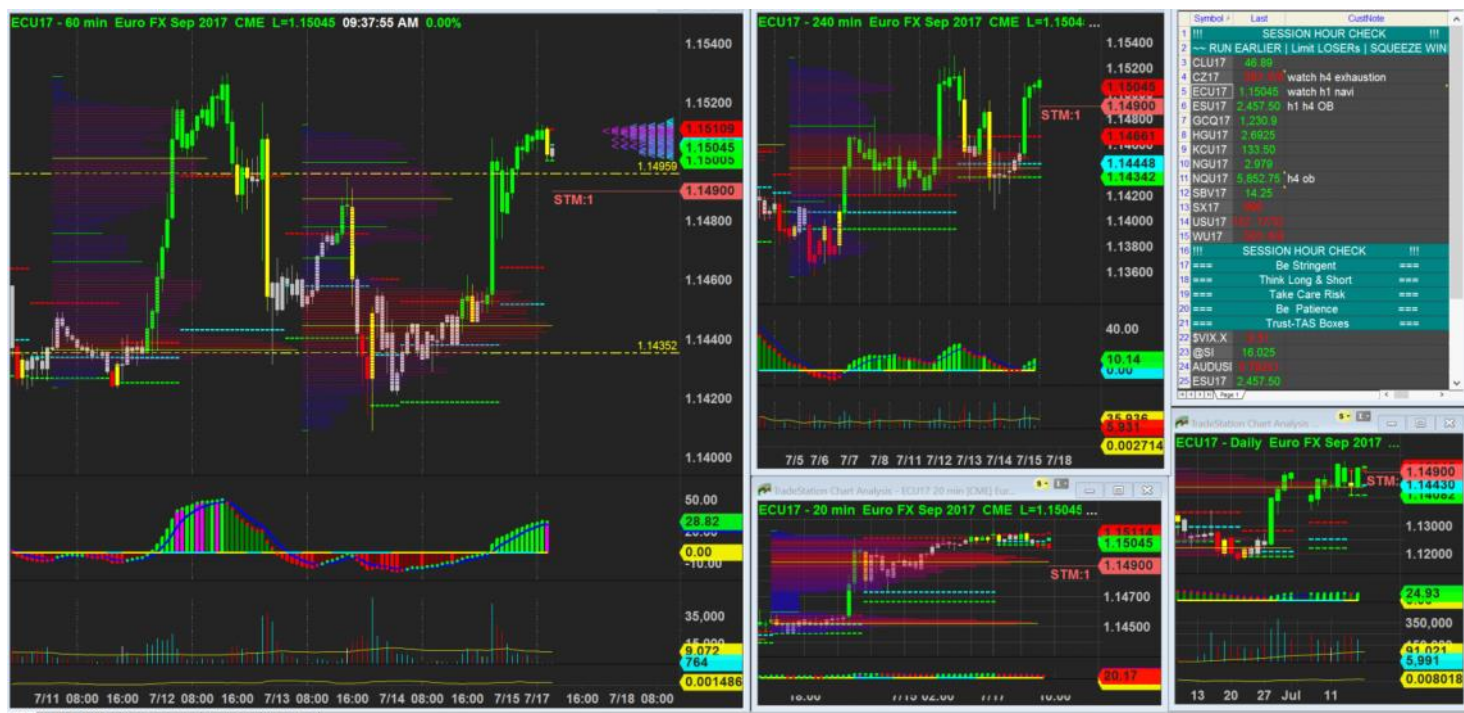 ECU17 - 60 min Euro FX Sep 2017 CME L=1.15045 09:37:55 AM 0.00%
1.15400
1.15200
1.15109
1.15045
1.15005
1.14959
1.14900
STM:1
1.14800
1.14600
1.14400
1.14352
1.14200
1.14000
50.00
28.82
0.00
-10.00
35,000
9,072
764
0.001486
7/11 08:00 16:00 7/12 08:00 16:00 7/13 08:00 16:00 7/14 08:00 16:00 7/15 7/17 16:00 7/18 08:00
ECU17 - 240 min Euro FX Sep 2017 CME L=1.1504 ...
1.15400
1.15200
1.15045
1.14900
STM:1
1.14800
1.14661
1.14448
1.14342
1.14200
1.14000
1.13800
1.13600
40.00
10.14
0.00
35,936
5,931
0.002714
7/5 7/6 7/7 7/8 7/11 7/12 7/13 7/14 7/15 7/18
TradeStation Chart Analysis - ECU17 20 min [CME] Eur...
ECU17 - 20 min Euro FX Sep 2017 CME L=1.15045 ...
1.15114
1.15045
1.14900
STM:1
1.14700
1.14500
20.17
18:00 7/15 02:00 7/17 10:00
Symbol Last CustNote
1 !!! SESSION HOUR CHECK !!!
2 ~~ RUN EARLIER | Limit LOSERs | SQUEEZE WIN
3 CLU17 46.89
4 CZ17 watch h4 exhaustion
5 ECU17 1.15045 watch h1 navi
6 ESU17 2,457.50 h1 h4 OB
7 GCQ17 1,230.9
8 HGU17 2.6925
9 KCU17 133.50
10 NGU17 2.979
11 NQU17 5,852.75 h4 ob
12 SBV17 14.25
13 SX17
14 USU17
15 WU17
16 !!! SESSION HOUR CHECK !!!
17 === Be Stringent ===
18 === Think Long & Short ===
19 === Take Care Risk ===
20 === Be Patience ===
21 === Trust-TAS Boxes ===
22 $VIX.X
23 @SI 16.025
24 AUDUSI
25 ESU17 2,457.50
Page 1
TradeStation Chart Analysis ...
ECU17 - Daily Euro FX Sep 2017 ...
1.14900
STM:
1.14430
1.14082
1.13000
1.12000
24.93
350,000
91,021
5,991
0.008018
13 20 27 Jul 11